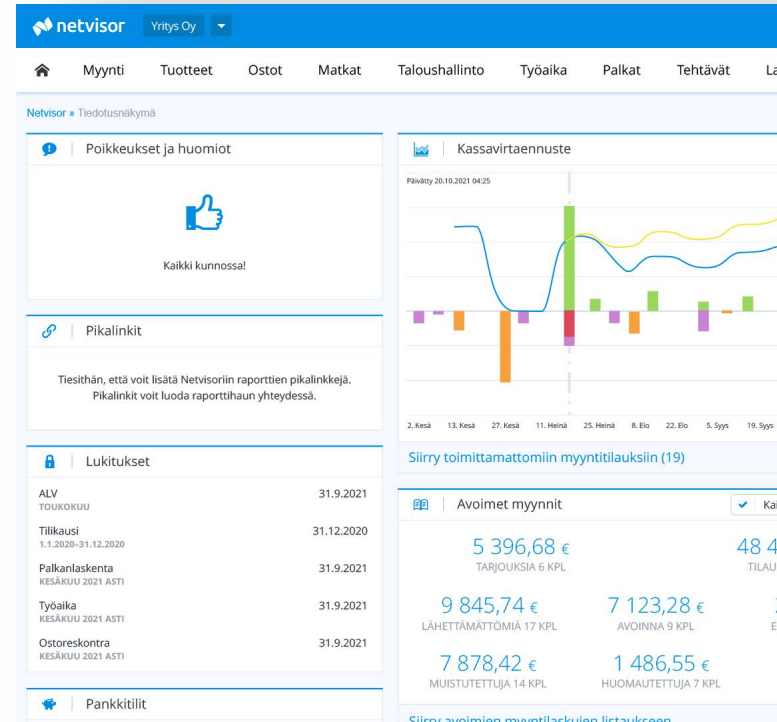 netvisor Yritys Oy
Myynti Tuotteet Ostot Matkat Taloushallinto Työaika Palkat Tehtävät
Netvisor » Tiedotusnäkymä
Poikkeukset ja huomiot
Kaikki kunnossa!
Pikalinkit
Tiesithän, että voit lisätä Netvisoriin raporttien pikalinkkejä.
Pikalinkit voit luoda raporttihaun yhteydessä.
Lukitukset
ALV 31.9.2021
TOUKOKUU
Tilikausi 31.12.2020
1.1.2020–31.12.2020
Palkanlaskenta 31.9.2021
KESÄKUU 2021 ASTI
Työaika 31.9.2021
KESÄKUU 2021 ASTI
Ostoreskontra 31.9.2021
KESÄKUU 2021 ASTI
Pankkitilit
Kassavirtaennuste
Päivätty 20.10.2021 04:25
2. Kesä 13. Kesä 27. Kesä 11. Heinä 25. Heinä 8. Elo 22. Elo 5. Syys 19. Syys
Siirry toimittamattomiin myyntitilauksiin (19)
Avoimet myynnit
5 396,68 €
TARJOUKSIA 6 KPL
9 845,74 € 7 123,28 €
LÄHETTÄMÄTTÖMIÄ 17 KPL AVOINNA 9 KPL
7 878,42 € 1 486,55 €
MUISTUTETTUJA 14 KPL HUOMAUTETTUJA 7 KPL
Siirry avoimien myyntilaskujen listaukseen